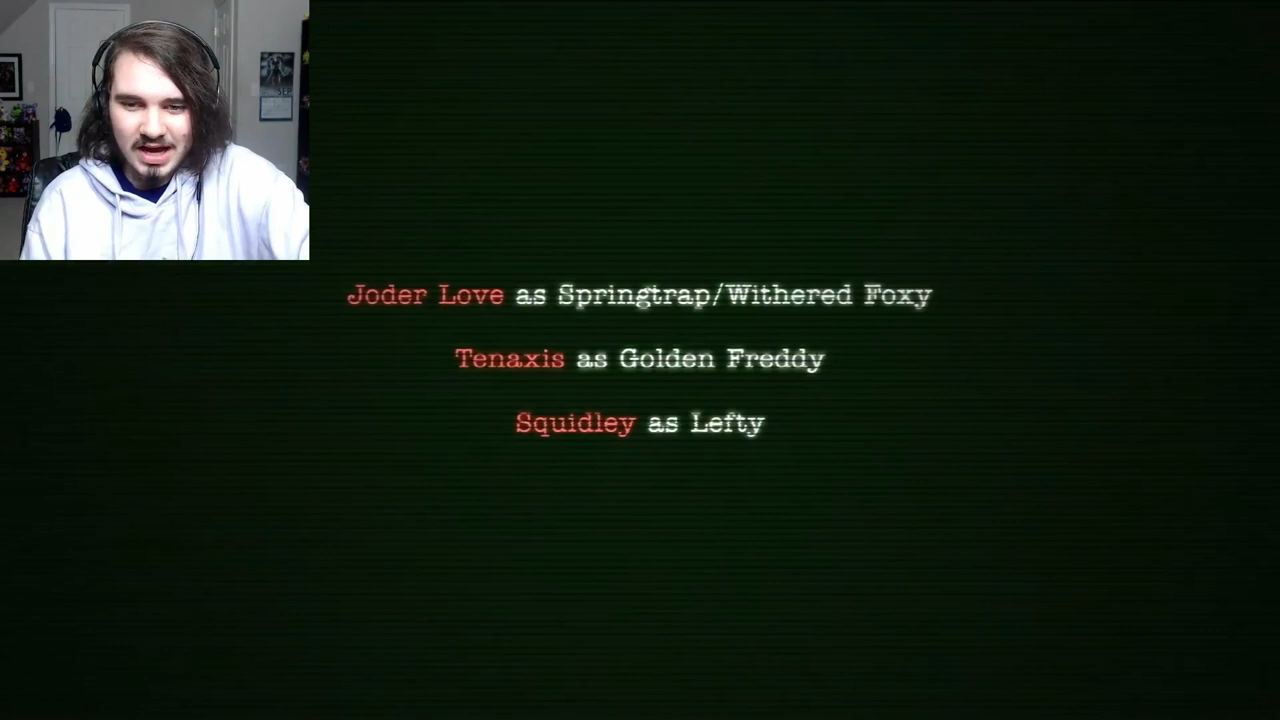 Joder Love as Springtrap/Withered Foxy
Tenaxis as Golden Freddy
Squidley as Lefty